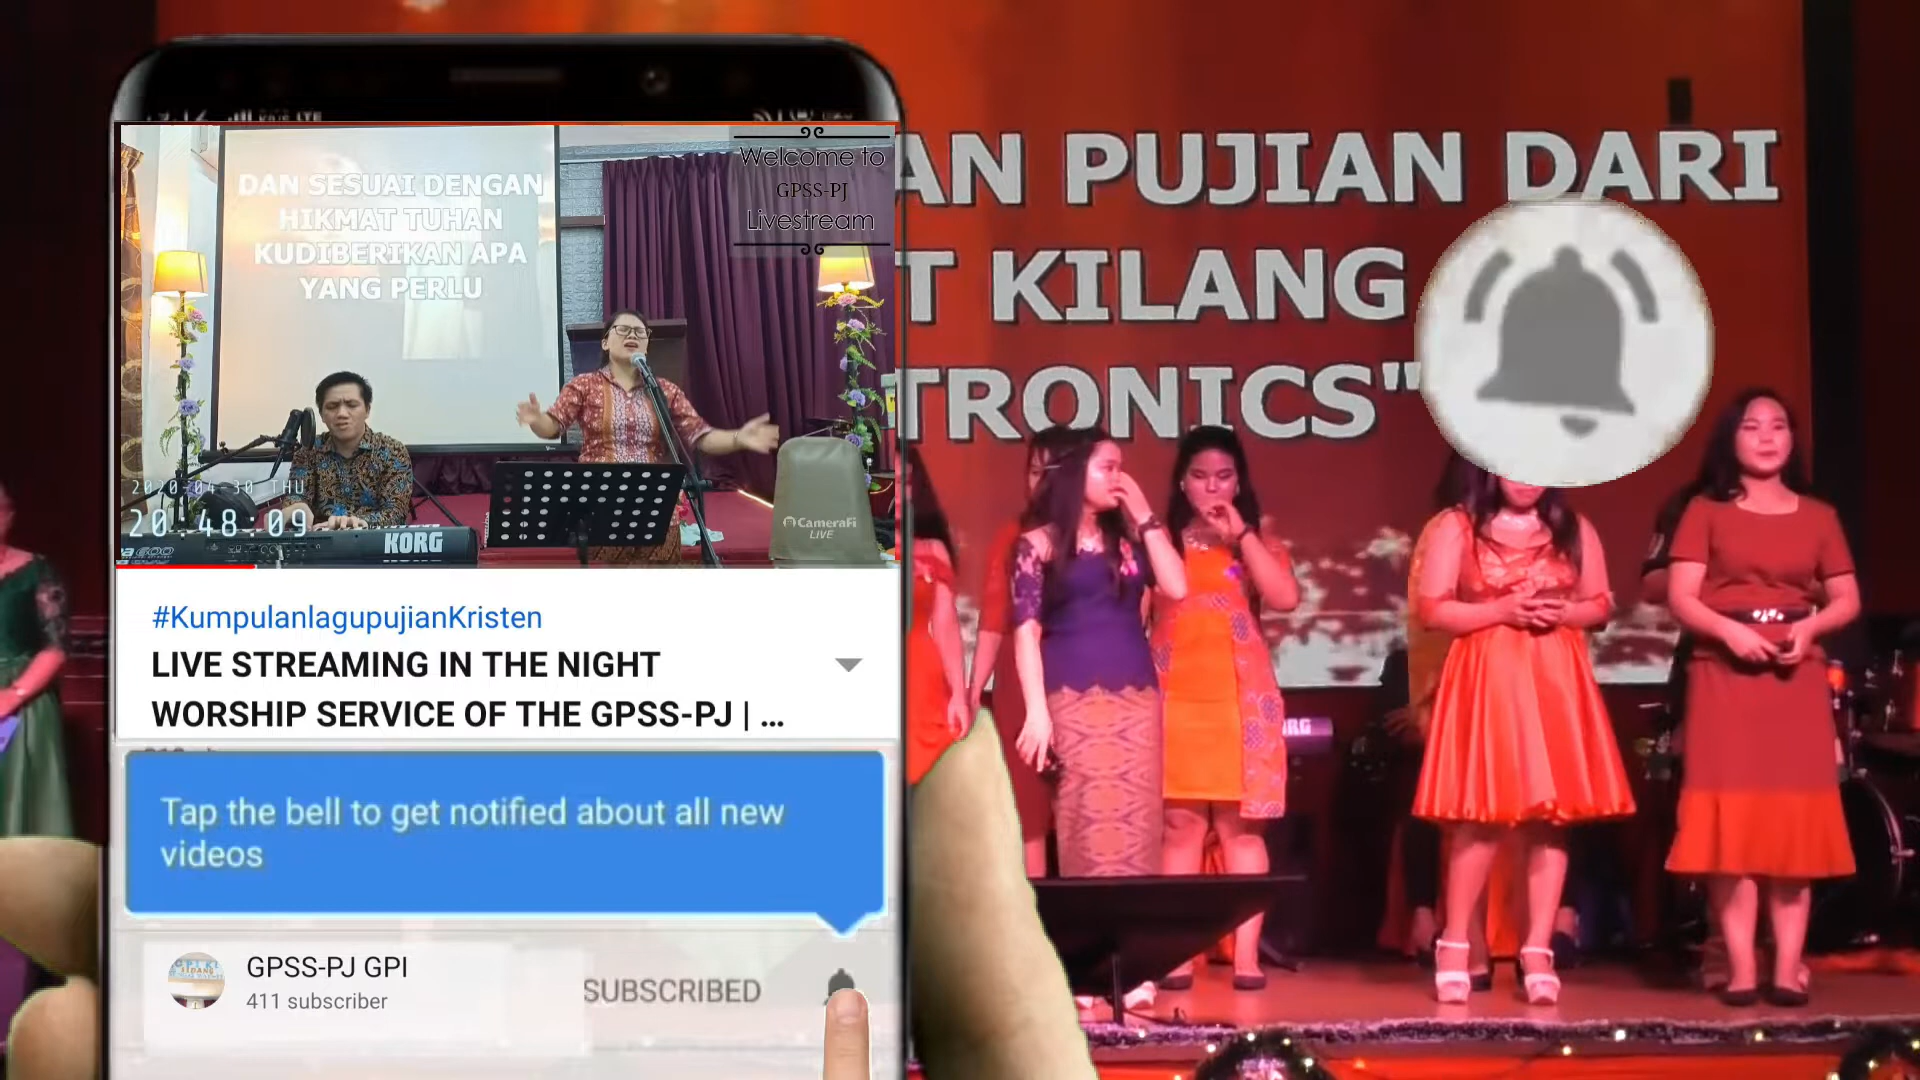 DAN SESUAI DENGAN
HIKMAT TUHAN
KUDIBERIKAN APA
YANG PERLU
Welcome to
GPSS-PJ
Livestream
2020-04-30 THU
20:48:09
KORG
CameraFi
LIVE
#KumpulanlagupujianKristen
LIVE STREAMING IN THE NIGHT
WORSHIP SERVICE OF THE GPSS-PJ | ...
Tap the bell to get notified about all new
videos
GPSS-PJ GPI
411 subscriber
SUBSCRIBED
AN PUJIAN DARI
T KILANG
TRONICS"